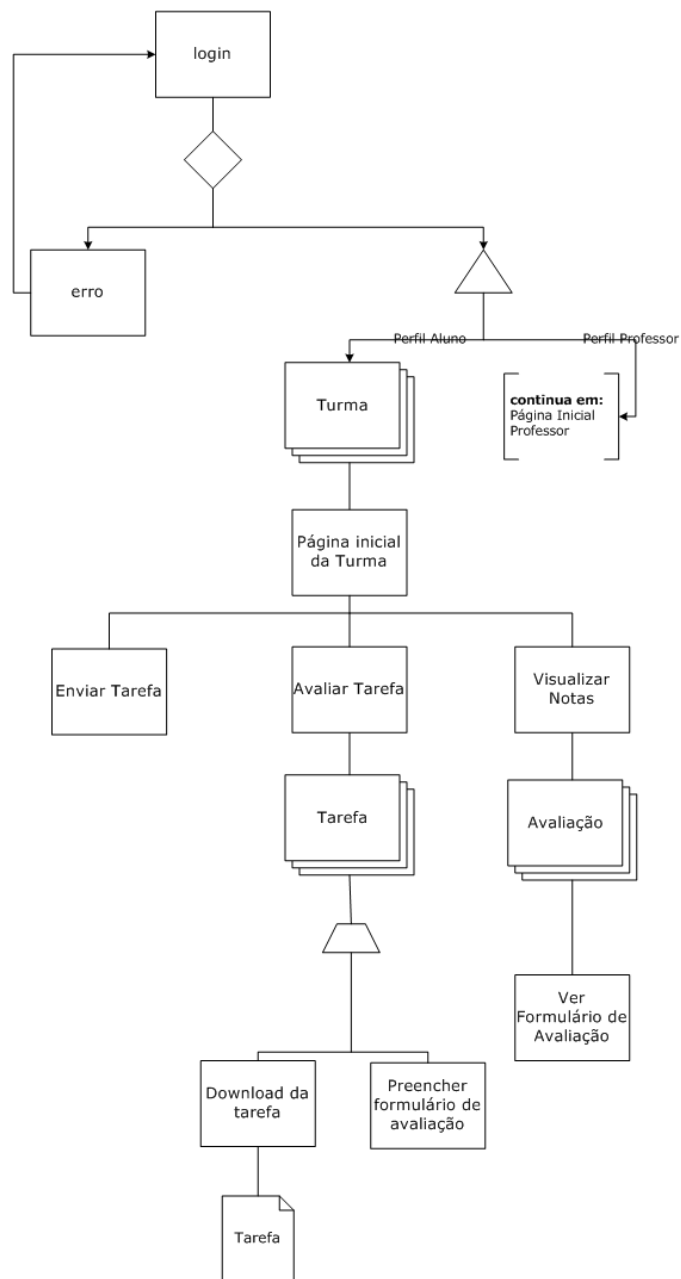 login
erro
Perfil Aluno
Perfil Professor
Turma
continua em:
Página Inicial
Professor
Página inicial
da Turma
Enviar Tarefa
Avaliar Tarefa
Visualizar
Notas
Tarefa
Avaliação
Ver
Formulário de
Avaliação
Download da
tarefa
Preencher
formulário de
avaliação
Tarefa